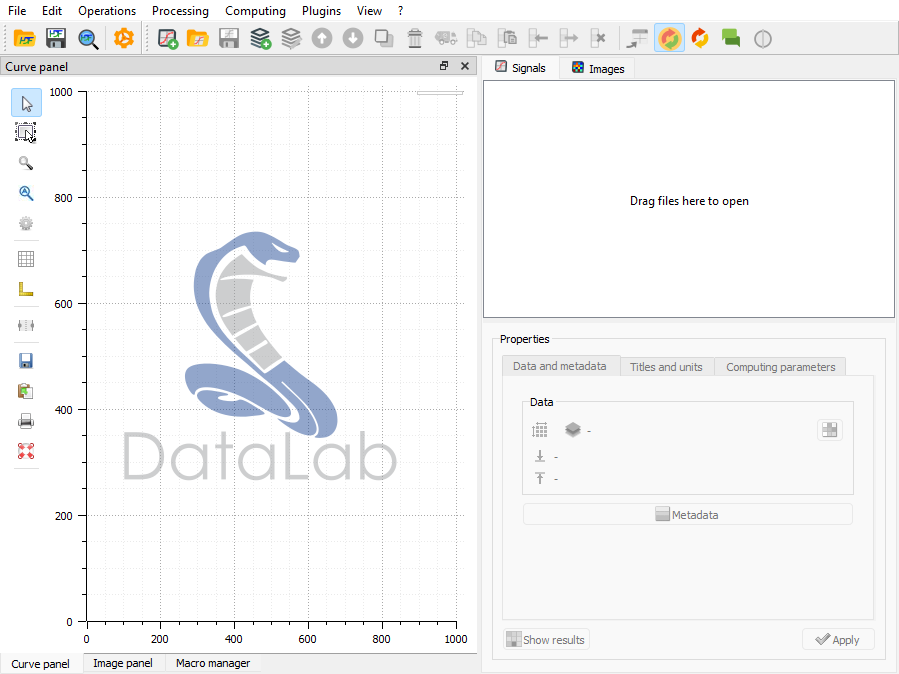 File Edit Operations Processing Computing Plugins View ?
Curve panel
Signals Images
1000
800
600
400
200
0
0 200 400 600 800 1000
DataLab
Drag files here to open
Properties
Data and metadata Titles and units Computing parameters
Data
-
-
-
Metadata
Show results Apply
Curve panel Image panel Macro manager